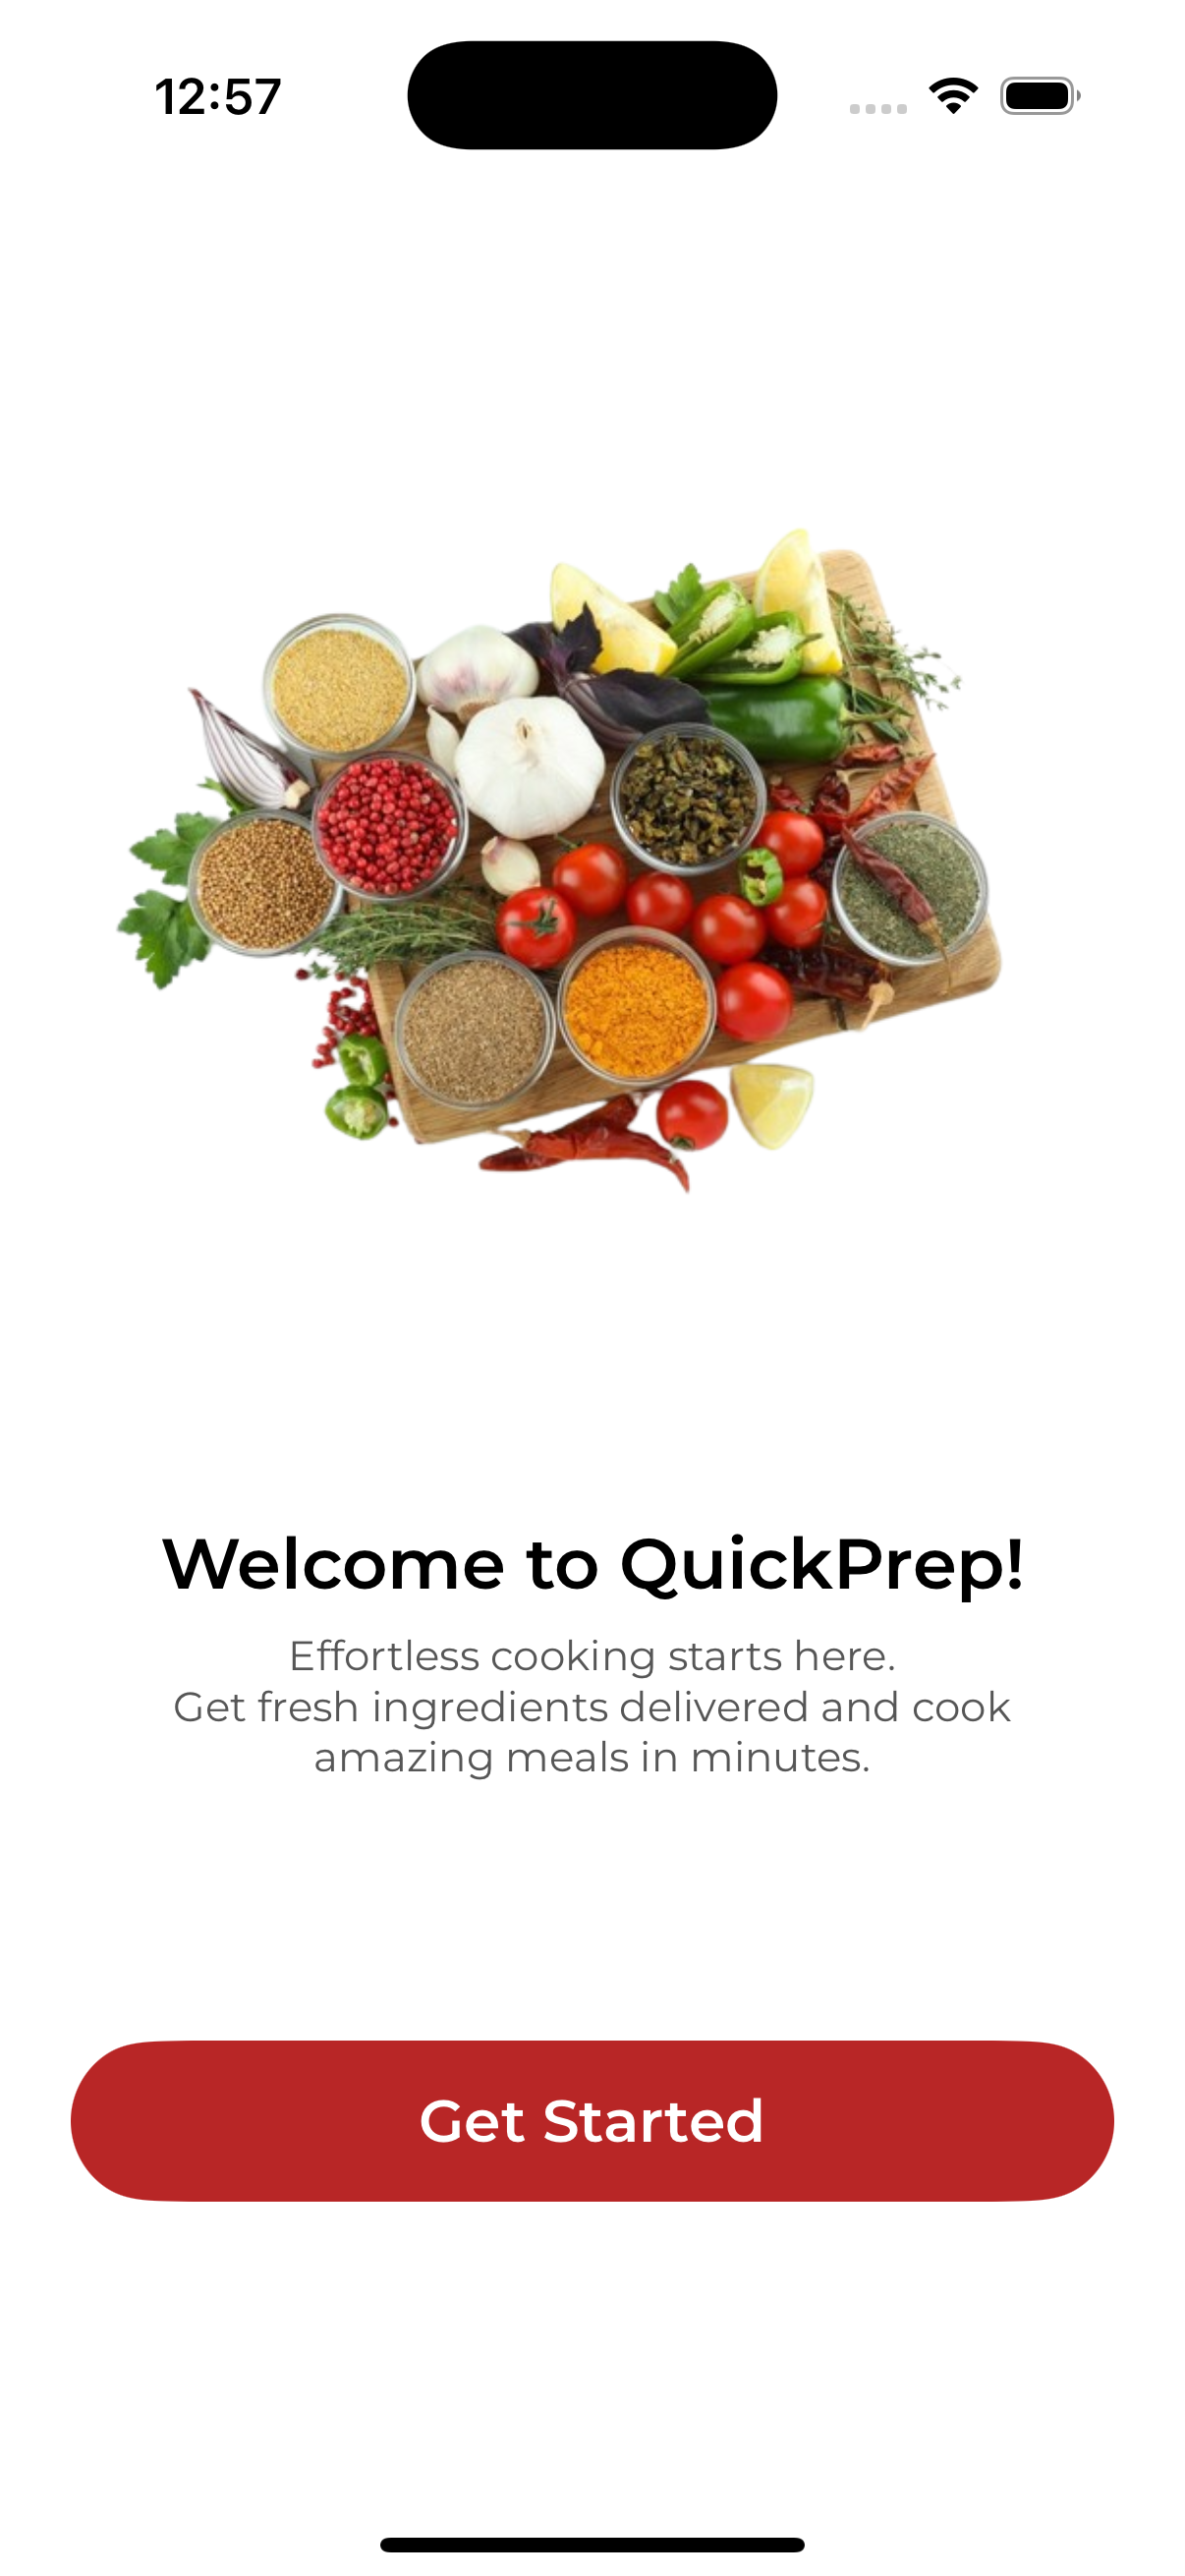 12:57
Welcome to QuickPrep!
Effortless cooking starts here.
Get fresh ingredients delivered and cook
amazing meals in minutes.
Get Started